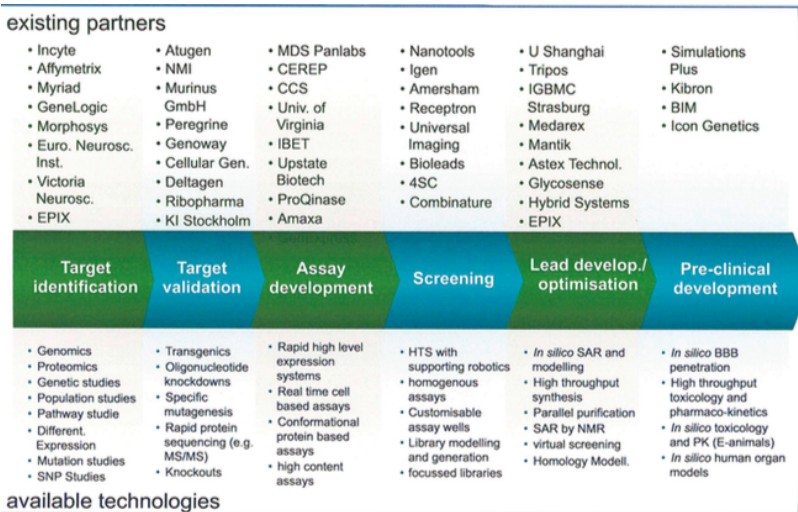 existing partners
• Incyte
• Affymetrix
• Myriad
• GeneLogic
• Morphosys
• Euro. Neurosc.
Inst.
• Victoria
Neurosc.
• EPIX
• Atugen
• NMI
• Murinus
GmbH
• Peregrine
• Genoway
• Cellular Gen.
• Deltagen
• Ribopharma
• KI Stockholm
• MDS Panlabs
• CEREP
• CCS
• Univ. of
Virginia
• IBET
• Upstate
Biotech
• ProQinase
• Amaxa
• Nanotools
• Igen
• Amersham
• Receptron
• Universal
Imaging
• Bioleads
• 4SC
• Combinature
• U Shanghai
• Tripos
• IGBMC
Strasburg
• Medarex
• Mantik
• Astex Technol.
• Glycosense
• Hybrid Systems
• EPIX
• Simulations
Plus
• Kibron
• BIM
• Icon Genetics
Target
identification
Target
validation
Assay
development
Screening
Lead develop./
optimisation
Pre-clinical
development
• Genomics
• Proteomics
• Genetic studies
• Population studies
• Pathway studie
• Different.
Expression
• Mutation studies
• SNP Studies
• Transgenics
• Oligonucleotide
knockdowns
• Specific
mutagenesis
• Rapid protein
sequencing (e.g.
MS/MS)
• Knockouts
• Rapid high level
expression
systems
• Real time cell
based assays
• Conformational
protein based
assays
• high content
assays
• HTS with
supporting robotics
• homogenous
assays
• Customisable
assay wells
• Library modelling
and generation
• focussed libraries
• In silico SAR and
modelling
• High throughput
synthesis
• Parallel purification
• SAR by NMR
• virtual screening
• Homology Modell.
• In silico BBB
penetration
• High throughput
toxicology and
pharmaco-kinetics
• In silico toxicology
and PK (E-animals)
• In silico human organ
models
available technologies